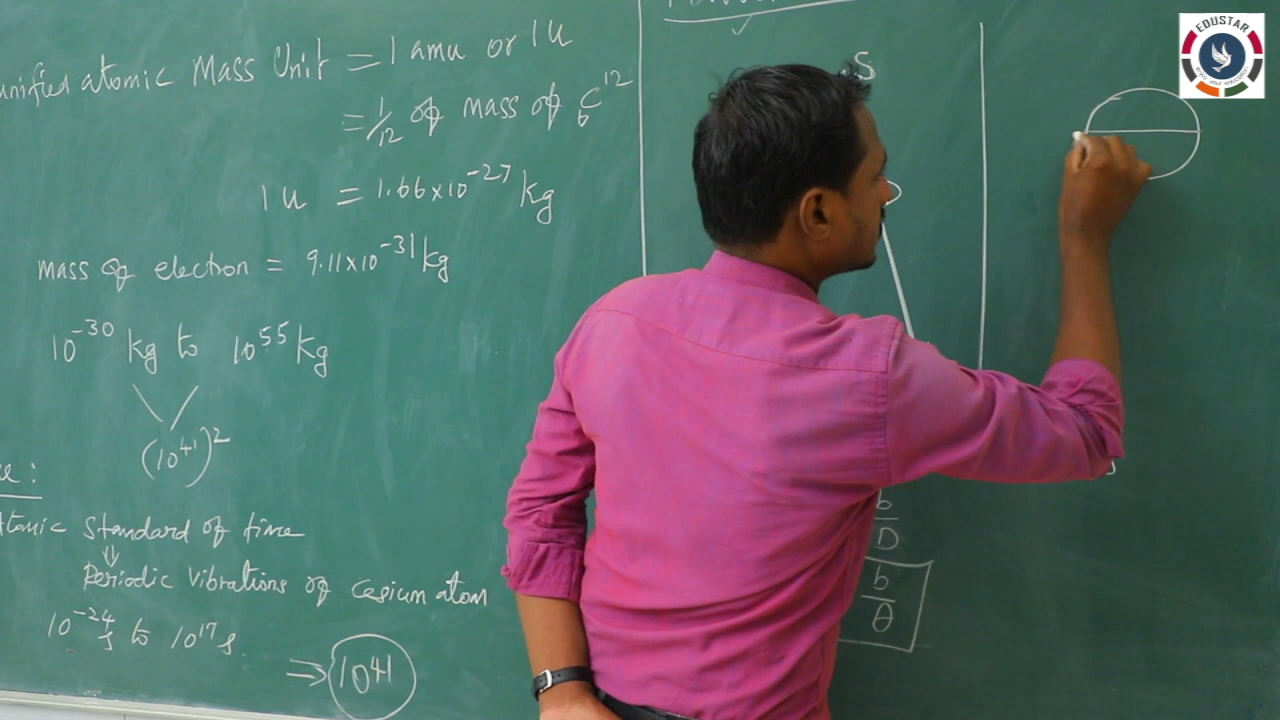 unified atomic Mass Unit = 1 amu or 1u
= 1/12 of mass of ₆C¹²
1u = 1.66×10⁻²⁷ kg
mass of electron = 9.11×10⁻³¹ kg
10⁻³⁰ kg to 10⁵⁵ kg
(10⁴¹)²
Atomic Standard of time
Periodic Vibrations of cesium atom
10⁻²⁴ s to 10¹⁷ s
⇒ 10⁴¹
S
b/D
b/θ
EDUSTAR